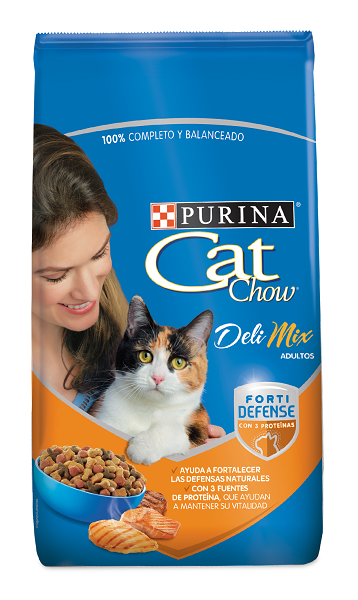 100% COMPLETO Y BALANCEADO
PURINA®
Cat
Chow®
Deli Mix
ADULTOS
FORTI
DEFENSE
CON 3 PROTEÍNAS
✓ AYUDA A FORTALECER
LAS DEFENSAS NATURALES
✓ CON 3 FUENTES
DE PROTEÍNA, QUE AYUDAN
A MANTENER SU VITALIDAD